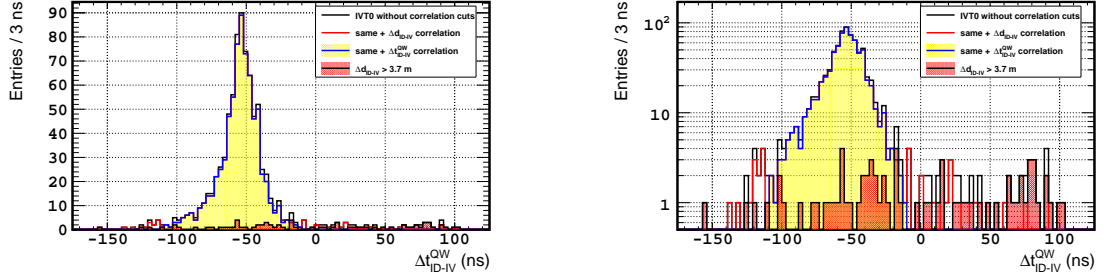 Entries / 3 ns
90
80
70
60
50
40
30
20
10
0
IVT0 without correlation cuts
same + Δd_ID-IV correlation
same + Δt^QW_ID-IV correlation
Δd_ID-IV > 3.7 m
−150 −100 −50 0 50 100
Δt^QW_ID-IV (ns)
Entries / 3 ns
10²
10
1
IVT0 without correlation cuts
same + Δd_ID-IV correlation
same + Δt^QW_ID-IV correlation
Δd_ID-IV > 3.7 m
−150 −100 −50 0 50 100
Δt^QW_ID-IV (ns)